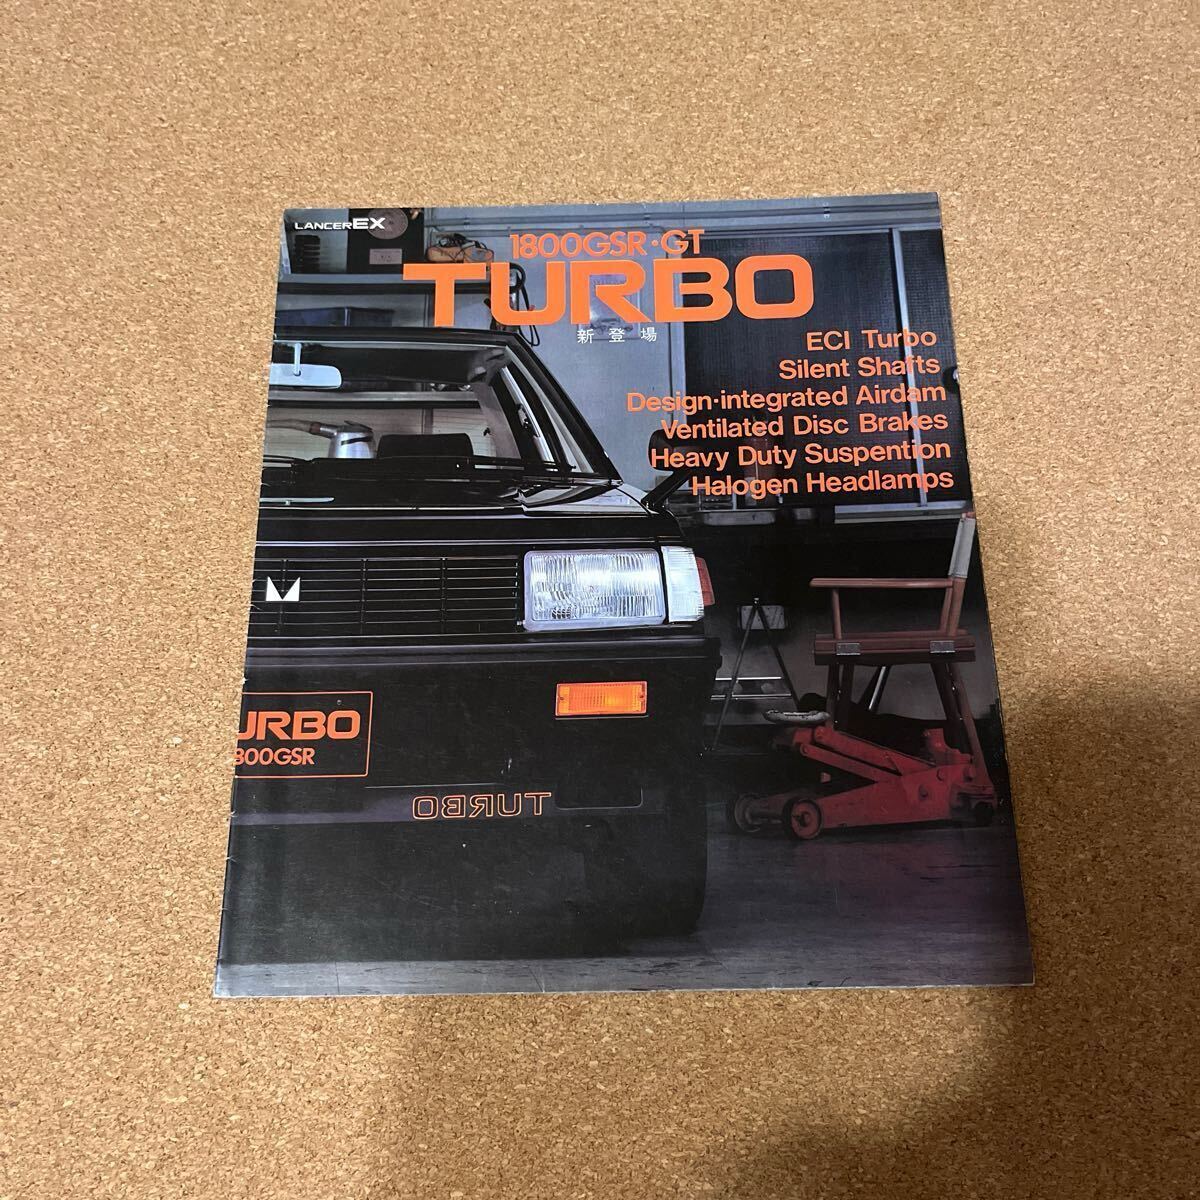 LANCER EX
1800GSR·GT
TURBO
新登場
ECI Turbo
Silent Shafts
Design·integrated Airdam
Ventilated Disc Brakes
Heavy Duty Suspention
Halogen Headlamps
URBO
800GSR
TURBO